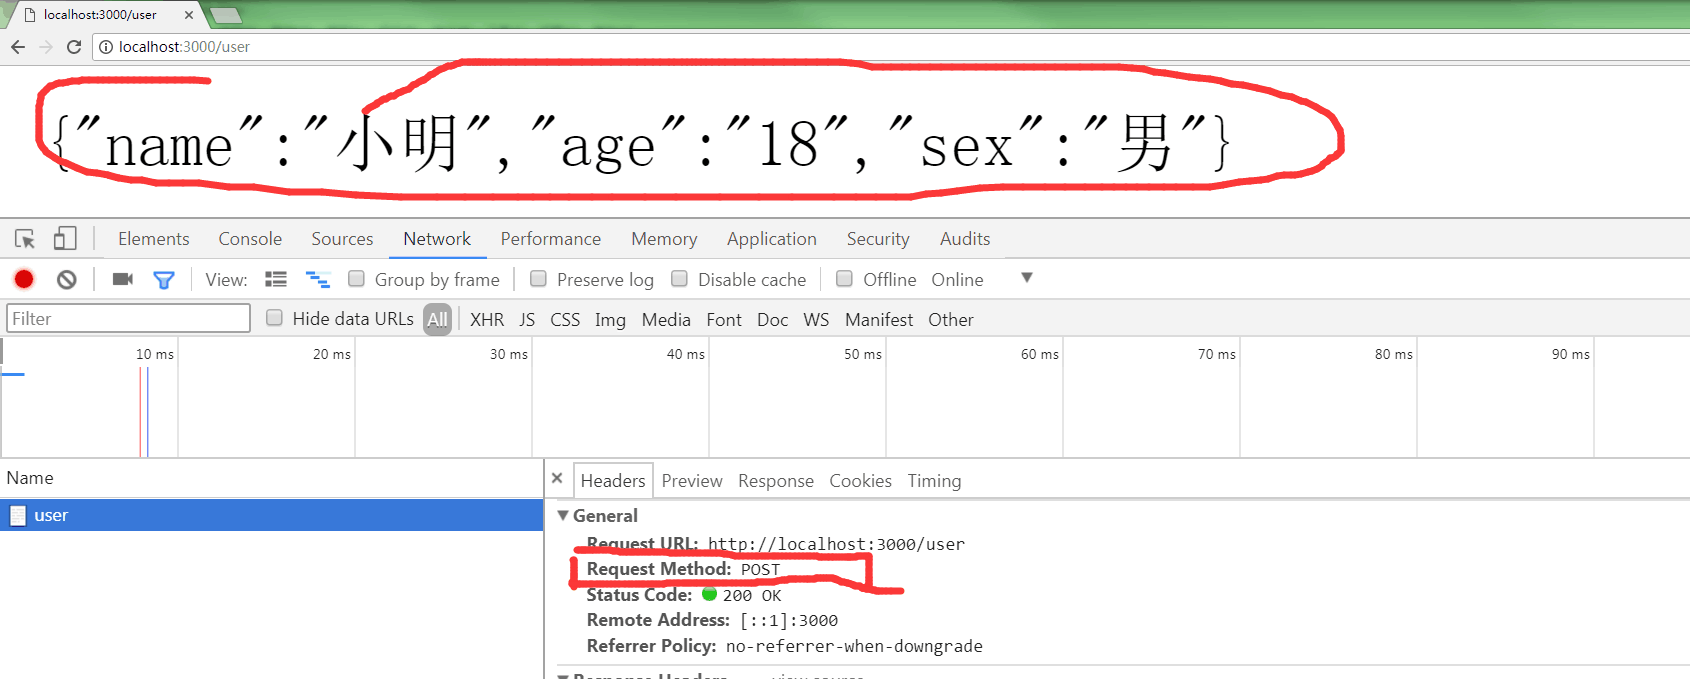 localhost:3000/user
localhost:3000/user
{"name":"小明","age":"18","sex":"男"}
Elements Console Sources Network Performance Memory Application Security Audits
View: Group by frame Preserve log Disable cache Offline Online
Filter Hide data URLs All XHR JS CSS Img Media Font Doc WS Manifest Other
10 ms 20 ms 30 ms 40 ms 50 ms 60 ms 70 ms 80 ms 90 ms
Name
Headers Preview Response Cookies Timing
user
General
Request URL: http://localhost:3000/user
Request Method: POST
Status Code: 200 OK
Remote Address: [::1]:3000
Referrer Policy: no-referrer-when-downgrade
Response Headers view source